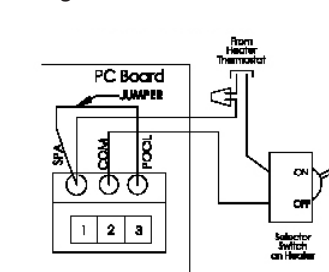 From
Heater
Thermostat
PC Board
JUMPER
SPA
COM
POOL
ON
OFF
1 2 3
Selector
Switch
on Heater